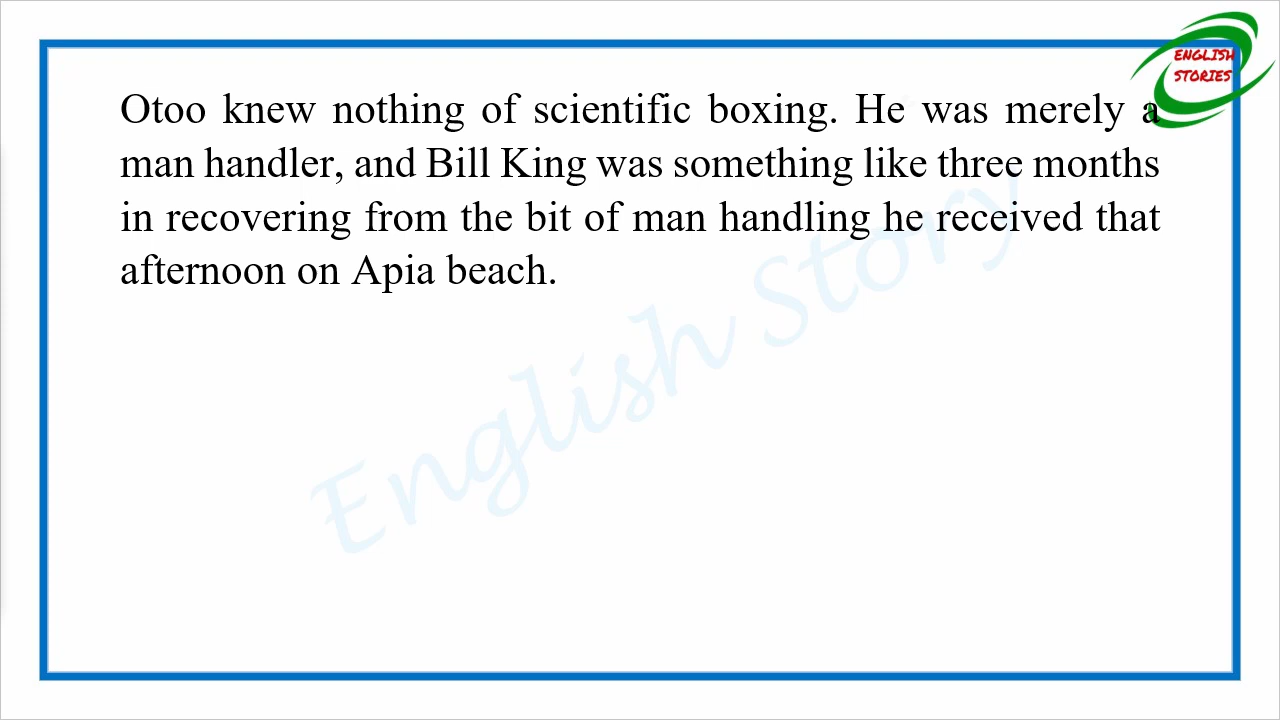 ENGLISH
STORIES
Otoo knew nothing of scientific boxing. He was merely a
man handler, and Bill King was something like three months
in recovering from the bit of man handling he received that
afternoon on Apia beach.
English Story